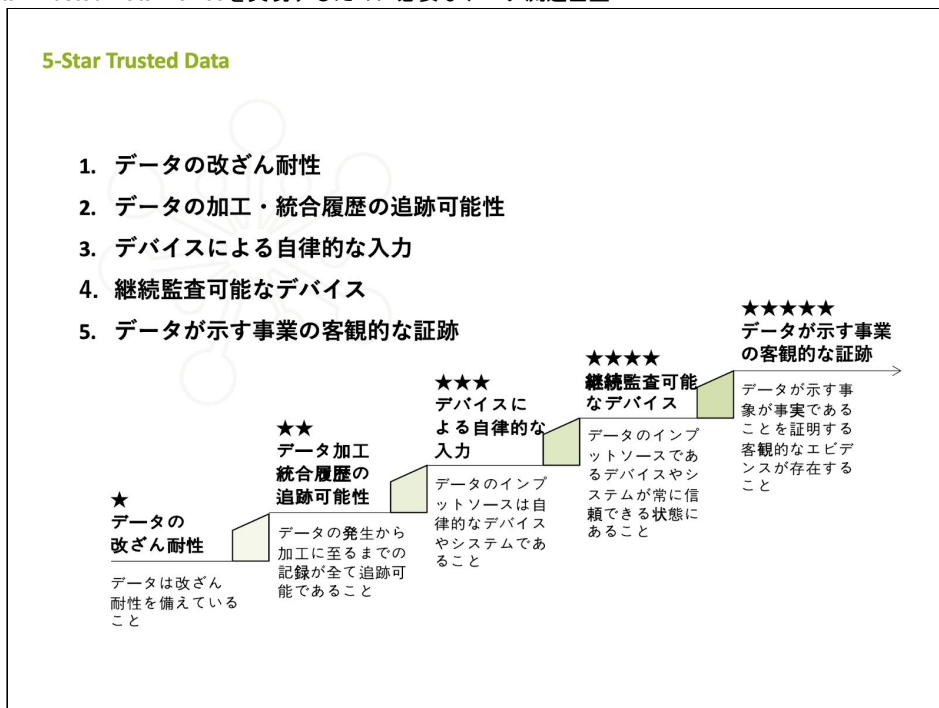 5-Star Trusted Data
1. データの改ざん耐性
2. データの加工・統合履歴の追跡可能性
3. デバイスによる自律的な入力
4. 継続監査可能なデバイス
5. データが示す事業の客観的な証跡
★
データの
改ざん耐性
データは改ざん
耐性を備えている
こと
★★
データ加工
統合履歴の
追跡可能性
データの発生から
加工に至るまでの
記録が全て追跡可
能であること
★★★
デバイスに
よる自律的な
入力
データのインプ
ットソースは自
律的なデバイス
やシステムであ
ること
★★★★
継続監査可能
なデバイス
データのインプ
ットソースであ
るデバイスやシ
ステムが常に信
頼できる状態に
あること
★★★★★
データが示す事業
の客観的な証跡
データが示す事
象が事実である
ことを証明する
客観的なエビデ
ンスが存在する
こと